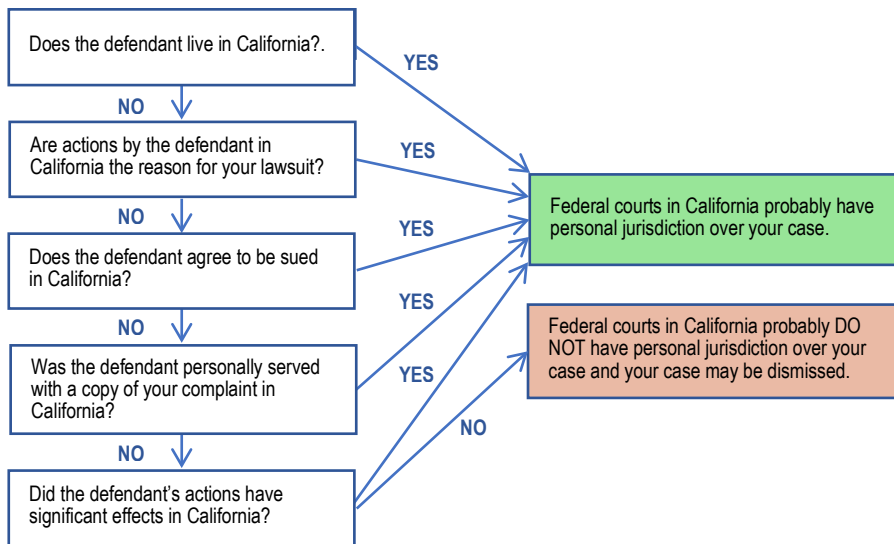 Does the defendant live in California?.
YES
NO
Are actions by the defendant in
California the reason for your lawsuit?
YES
NO
Does the defendant agree to be sued
in California?
YES
NO
Was the defendant personally served
with a copy of your complaint in
California?
YES
NO
Did the defendant’s actions have
significant effects in California?
YES
NO
Federal courts in California probably have
personal jurisdiction over your case.
Federal courts in California probably DO
NOT have personal jurisdiction over your
case and your case may be dismissed.